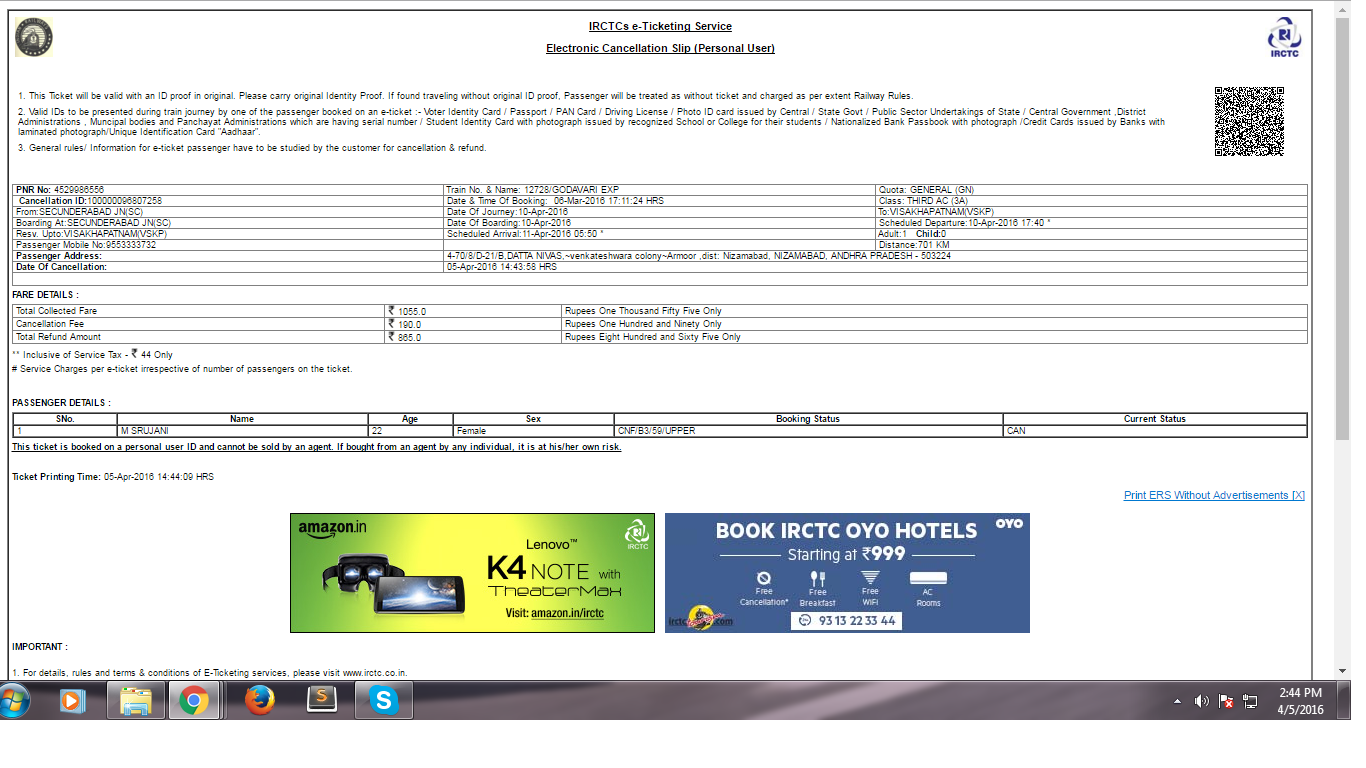 IRCTCs e-Ticketing Service
Electronic Cancellation Slip (Personal User)
IRCTC
1. This Ticket will be valid with an ID proof in original. Please carry original Identity Proof. If found traveling without original ID proof, Passenger will be treated as without ticket and charged as per extent Railway Rules.
2. Valid IDs to be presented during train journey by one of the passenger booked on an e-ticket :- Voter Identity Card / Passport / PAN Card / Driving License / Photo ID card issued by Central / State Govt / Public Sector Undertakings of State / Central Government ,District
Administrations , Muncipal bodies and Panchayat Administrations which are having serial number / Student Identity Card with photograph issued by recognized School or College for their students / Nationalized Bank Passbook with photograph /Credit Cards issued by Banks with
laminated photograph/Unique Identification Card "Aadhaar".
3. General rules/ Information for e-ticket passenger have to be studied by the customer for cancellation & refund.
PNR No: 4529986556 Train No. & Name: 12728/GODAVARI EXP Quota: GENERAL (GN)
Cancellation ID:100000096807258 Date & Time Of Booking: 06-Mar-2016 17:11:24 HRS Class: THIRD AC (3A)
From:SECUNDERABAD JN(SC) Date Of Journey:10-Apr-2016 To:VISAKHAPATNAM(VSKP)
Boarding At:SECUNDERABAD JN(SC) Date Of Boarding:10-Apr-2016 Scheduled Departure:10-Apr-2016 17:40 *
Resv. Upto:VISAKHAPATNAM(VSKP) Scheduled Arrival:11-Apr-2016 05:50 * Adult:1 Child:0
Passenger Mobile No:9553333732 Distance:701 KM
Passenger Address: 4-70/8/D-21/B,DATTA NIVAS,~venkateshwara colony~Armoor ,dist: Nizamabad, NIZAMABAD, ANDHRA PRADESH - 503224
Date Of Cancellation: 05-Apr-2016 14:43:58 HRS
FARE DETAILS :
Total Collected Fare ₹ 1055.0 Rupees One Thousand Fifty Five Only
Cancellation Fee ₹ 190.0 Rupees One Hundred and Ninety Only
Total Refund Amount ₹ 865.0 Rupees Eight Hundred and Sixty Five Only
** Inclusive of Service Tax - ₹ 44 Only
# Service Charges per e-ticket irrespective of number of passengers on the ticket.
PASSENGER DETAILS :
SNo. Name Age Sex Booking Status Current Status
1 M SRUJANI 22 Female CNF/B3/59/UPPER CAN
This ticket is booked on a personal user ID and cannot be sold by an agent. If bought from an agent by any individual, it is at his/her own risk.
Ticket Printing Time: 05-Apr-2016 14:44:09 HRS
Print ERS Without Advertisements [X]
amazon.in
IRCTC
Lenovo™
K4 NOTE with
TheaterMax
Visit: amazon.in/irctc
BOOK IRCTC OYO HOTELS OYO
Starting at ₹999
Free Cancellation*
Free Breakfast
Free WiFi
AC Rooms
93 13 22 33 44
IMPORTANT :
1. For details, rules and terms & conditions of E-Ticketing services, please visit www.irctc.co.in.
2:44 PM
4/5/2016